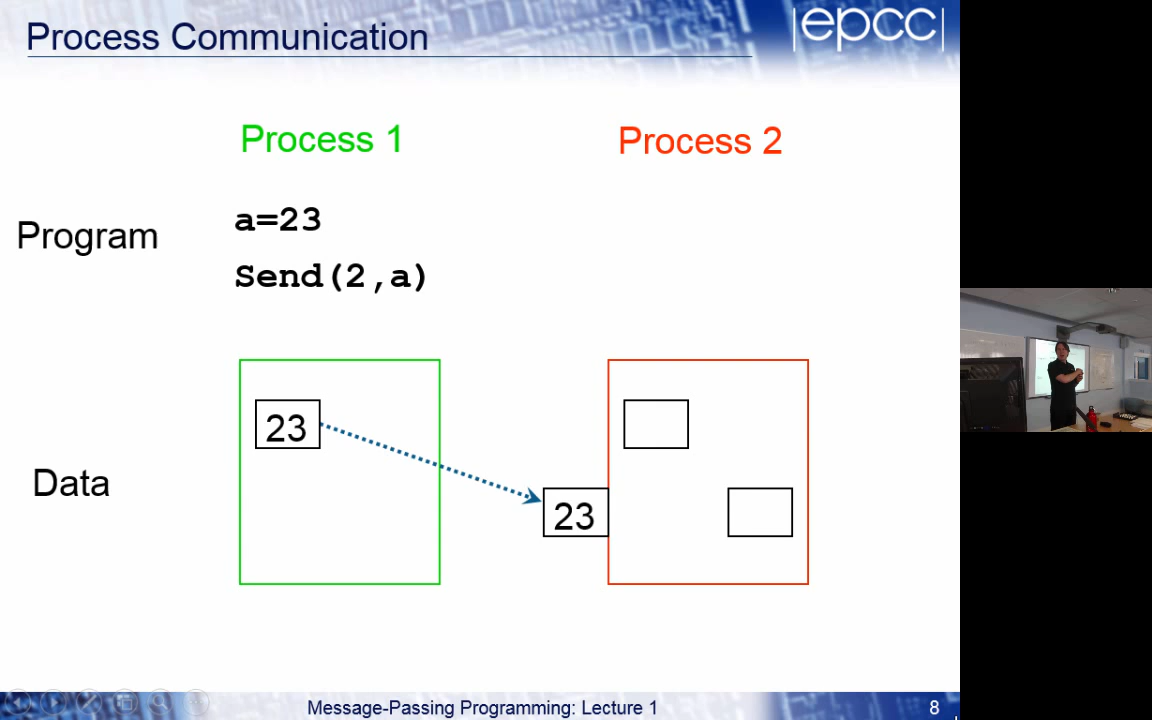 Process Communication
|epcc|
Process 1
Process 2
Program
a=23
Send(2,a)
23
Data
23
Message-Passing Programming: Lecture 1
8